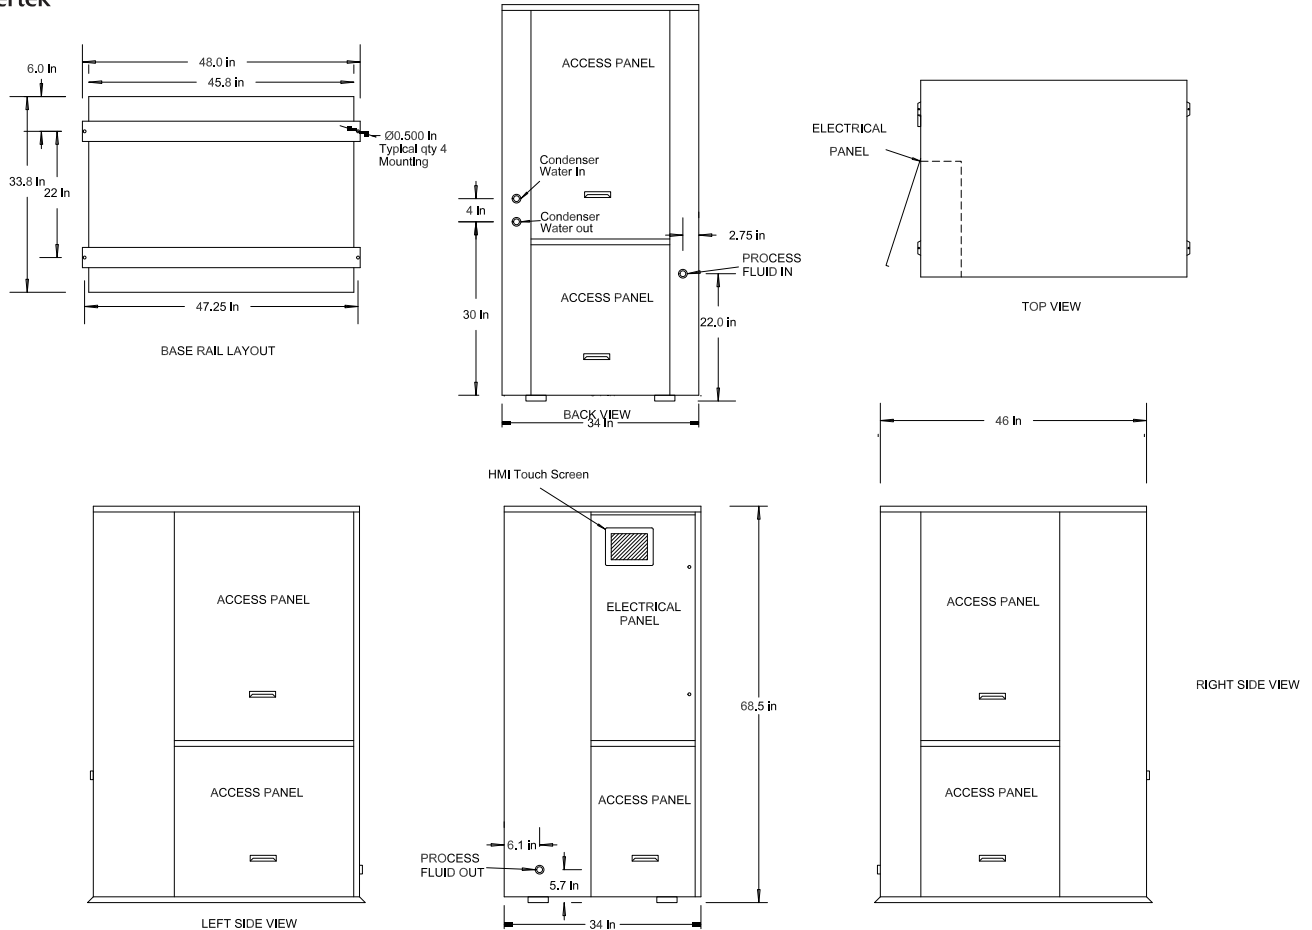 48.0 in
6.0 in
45.8 in
Ø0.500 in
Typical qty 4
Mounting
33.8 in
22 in
47.25 in
BASE RAIL LAYOUT
ACCESS PANEL
Condenser
Water In
4 in
Condenser
Water out
2.75 in
PROCESS
FLUID IN
ACCESS PANEL
30 in
22.0 in
BACK VIEW
34 in
ELECTRICAL
PANEL
TOP VIEW
46 in
HMI Touch Screen
ACCESS PANEL
ACCESS PANEL
LEFT SIDE VIEW
ELECTRICAL
PANEL
68.5 in
ACCESS PANEL
6.1 in
PROCESS
FLUID OUT
5.7 in
34 in
ACCESS PANEL
RIGHT SIDE VIEW
ACCESS PANEL